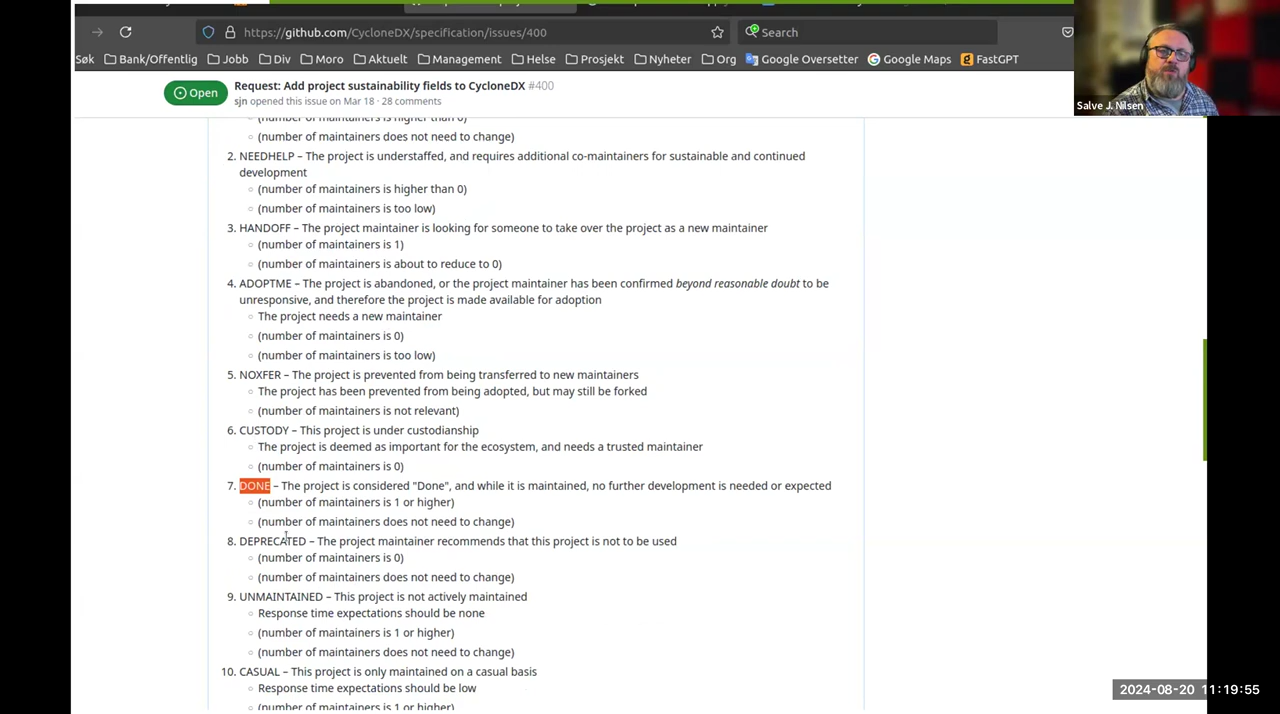 https://github.com/CycloneDX/specification/issues/400
Search
Søk
Bank/Offentlig
Jobb
Div
Moro
Aktuelt
Management
Helse
Prosjekt
Nyheter
Org
Google Oversetter
Google Maps
FastGPT
Salve J. Nilsen
Open
Request: Add project sustainability fields to CycloneDX #400
sjn opened this issue on Mar 18 · 28 comments
(number of maintainers is higher than 0)
(number of maintainers does not need to change)
2. NEEDHELP – The project is understaffed, and requires additional co-maintainers for sustainable and continued
development
(number of maintainers is higher than 0)
(number of maintainers is too low)
3. HANDOFF – The project maintainer is looking for someone to take over the project as a new maintainer
(number of maintainers is 1)
(number of maintainers is about to reduce to 0)
4. ADOPTME – The project is abandoned, or the project maintainer has been confirmed beyond reasonable doubt to be
unresponsive, and therefore the project is made available for adoption
The project needs a new maintainer
(number of maintainers is 0)
(number of maintainers is too low)
5. NOXFER – The project is prevented from being transferred to new maintainers
The project has been prevented from being adopted, but may still be forked
(number of maintainers is not relevant)
6. CUSTODY – This project is under custodianship
The project is deemed as important for the ecosystem, and needs a trusted maintainer
(number of maintainers is 0)
7. DONE – The project is considered "Done", and while it is maintained, no further development is needed or expected
(number of maintainers is 1 or higher)
(number of maintainers does not need to change)
8. DEPRECATED – The project maintainer recommends that this project is not to be used
(number of maintainers is 0)
(number of maintainers does not need to change)
9. UNMAINTAINED – This project is not actively maintained
Response time expectations should be none
(number of maintainers is 1 or higher)
(number of maintainers does not need to change)
10. CASUAL – This project is only maintained on a casual basis
Response time expectations should be low
(number of maintainers is 1 or higher)
2024-08-20 11:19:55